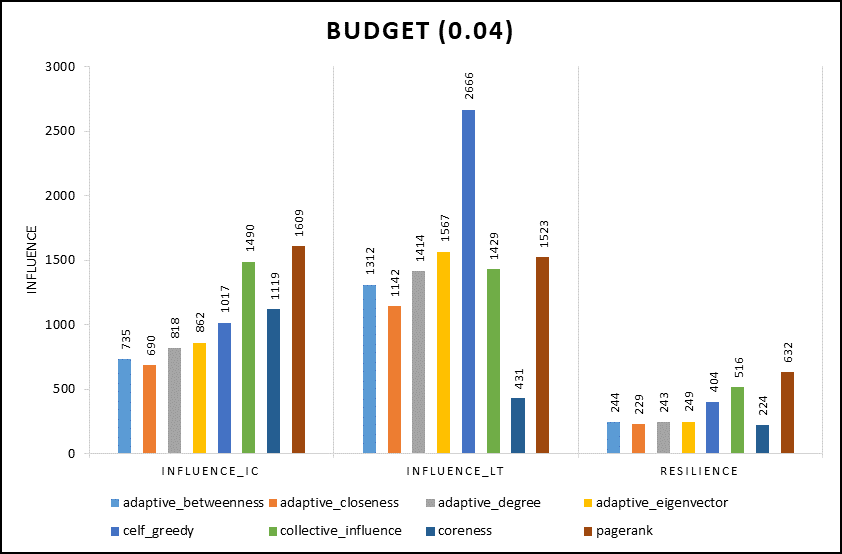 BUDGET (0.04)
INFLUENCE
3000
2500
2000
1500
1000
500
0
735
690
818
862
1017
1490
1119
1609
1312
1142
1414
1567
2666
1429
431
1523
244
229
243
249
404
516
224
632
INFLUENCE_IC
INFLUENCE_LT
RESILIENCE
adaptive_betweenness
adaptive_closeness
adaptive_degree
adaptive_eigenvector
celf_greedy
collective_influence
coreness
pagerank